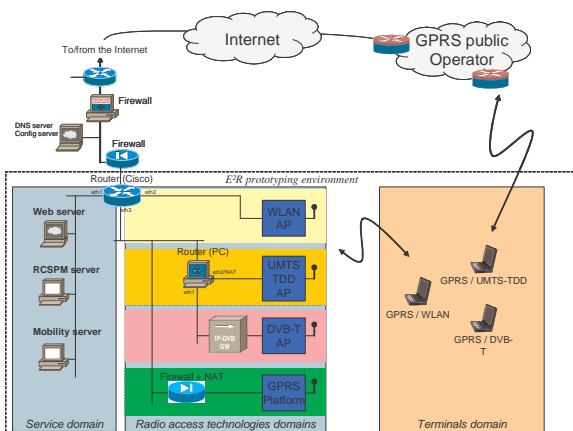 To/from the Internet
Internet
GPRS public
Operator
Firewall
DNS server
Config server
Firewall
Router (Cisco)
E²R prototyping environment
eth1
eth2
eth3
Web server
WLAN
AP
Router (PC)
eth2/NAT
eth1
RCSPM server
UMTS
TDD
AP
GPRS / UMTS-TDD
GPRS / WLAN
Mobility server
IP-DVB
GW
DVB-T
AP
GPRS / DVB-
T
Firewall + NAT
GPRS
Platform
Service domain
Radio access technologies domains
Terminals domain